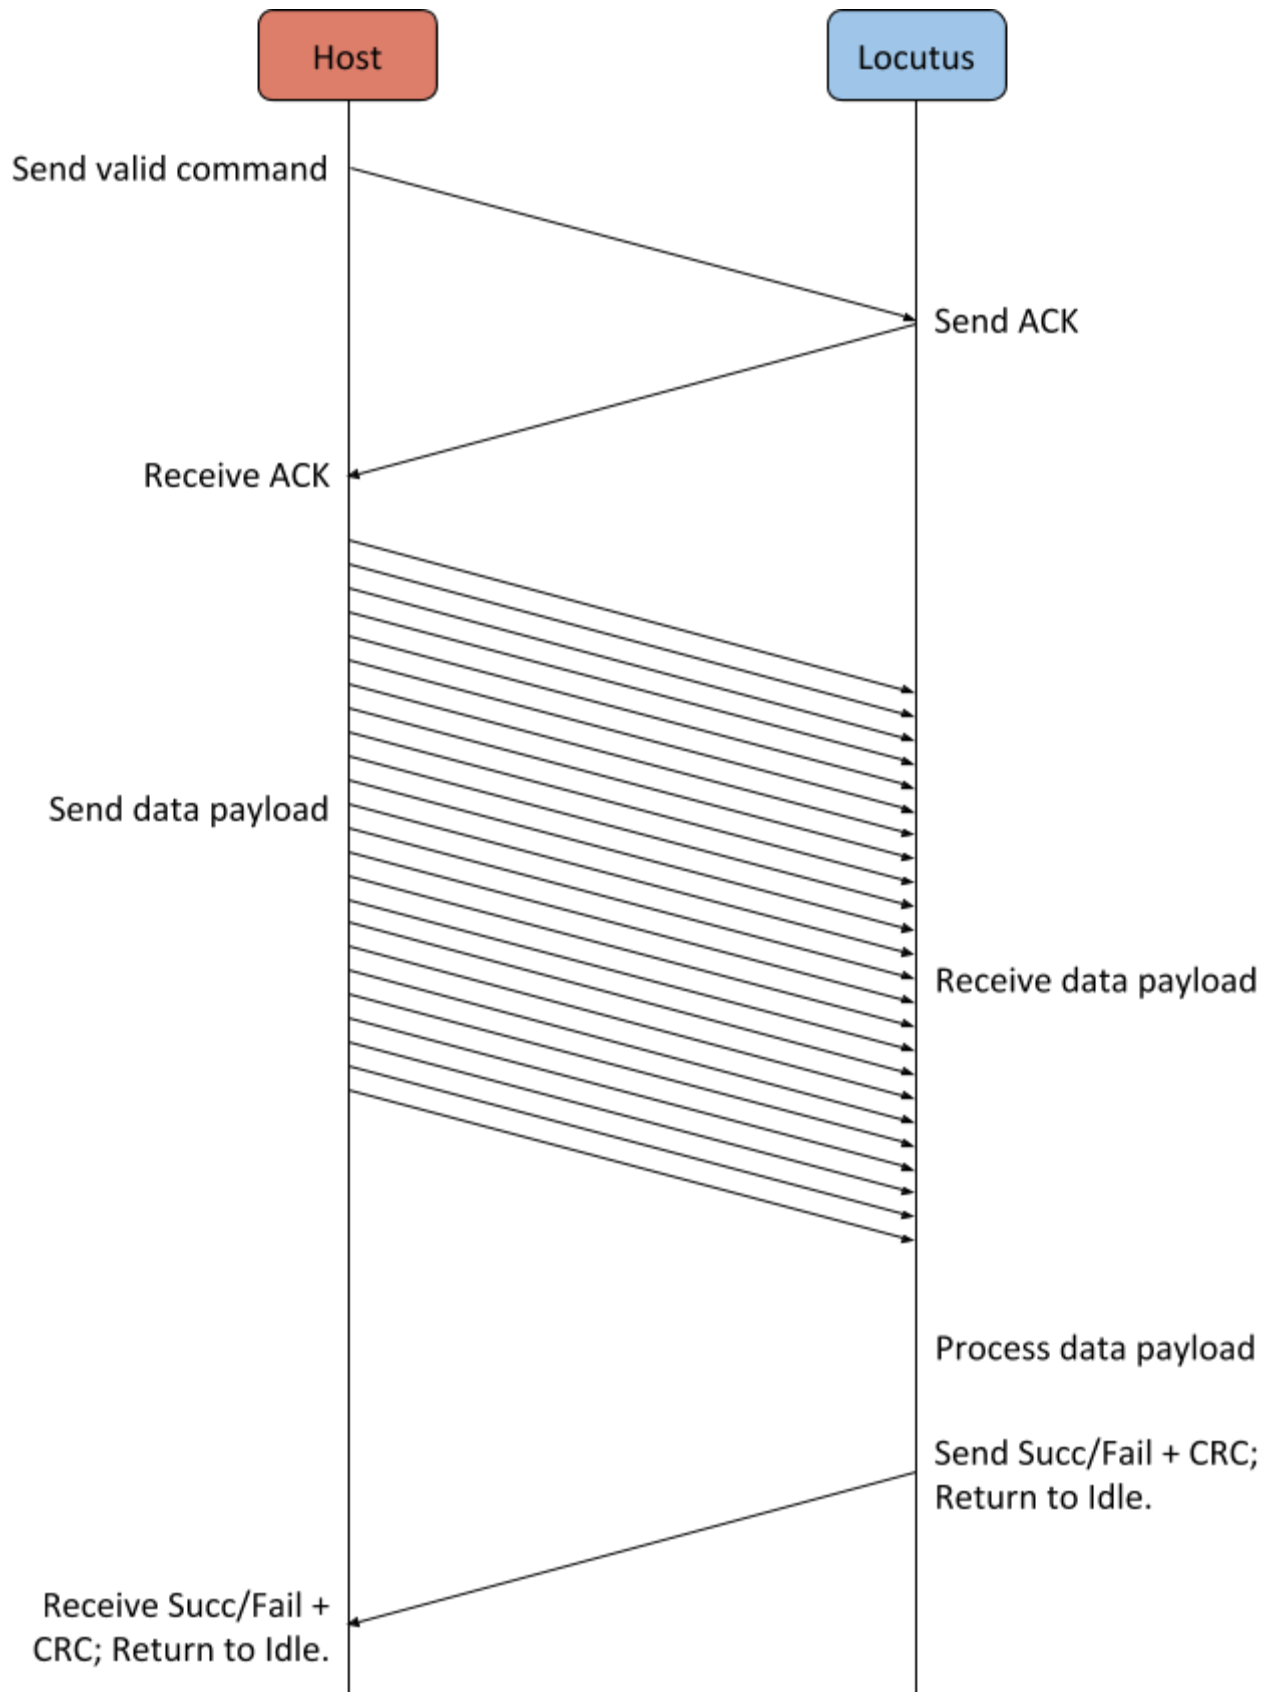 Host
Locutus
Send valid command
Send ACK
Receive ACK
Send data payload
Receive data payload
Process data payload
Send Succ/Fail + CRC;
Return to Idle.
Receive Succ/Fail +
CRC; Return to Idle.